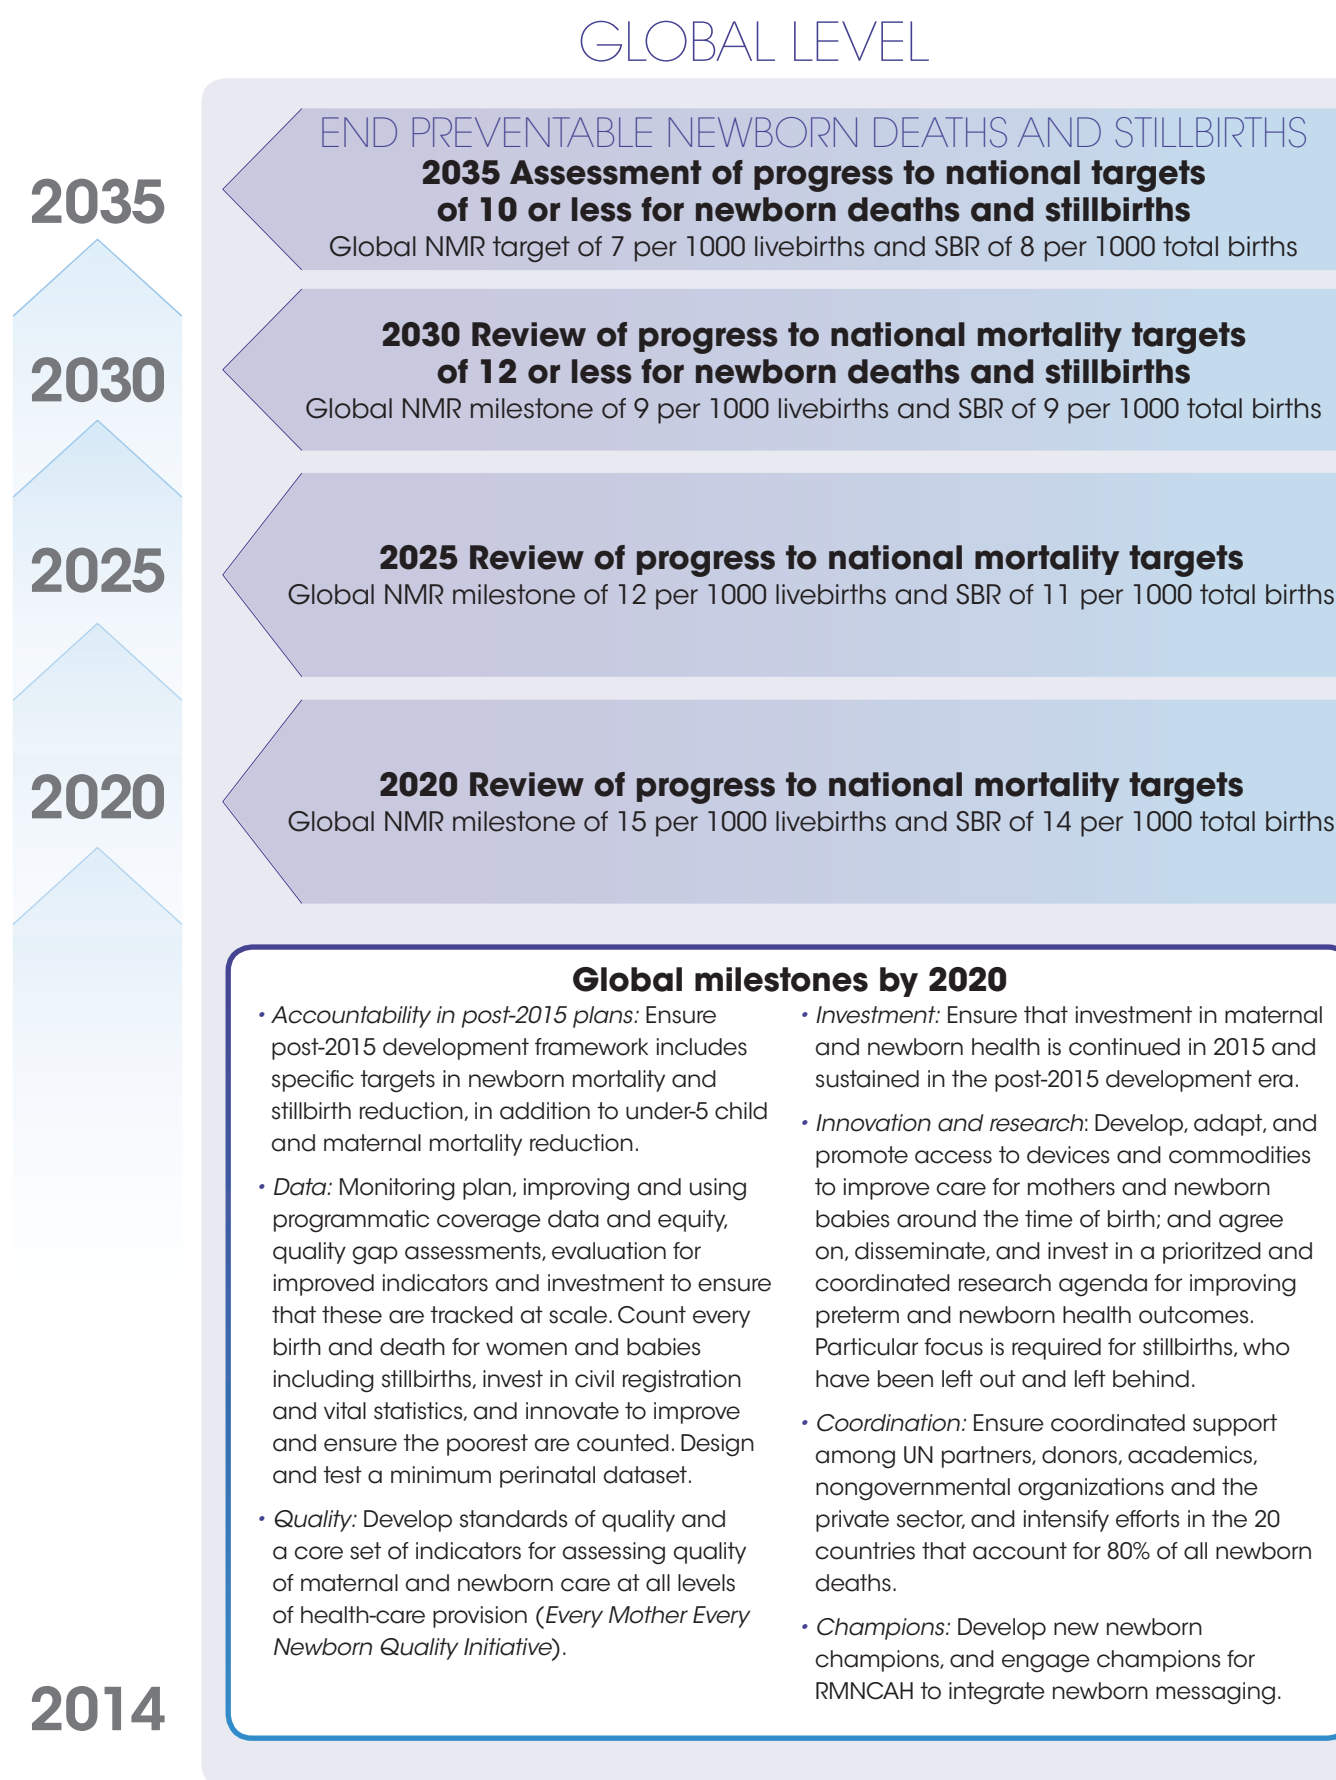 GLOBAL LEVEL
2035
END PREVENTABLE NEWBORN DEATHS AND STILLBIRTHS
2035 Assessment of progress to national targets
of 10 or less for newborn deaths and stillbirths
Global NMR target of 7 per 1000 livebirths and SBR of 8 per 1000 total births
2030
2030 Review of progress to national mortality targets
of 12 or less for newborn deaths and stillbirths
Global NMR milestone of 9 per 1000 livebirths and SBR of 9 per 1000 total births
2025
2025 Review of progress to national mortality targets
Global NMR milestone of 12 per 1000 livebirths and SBR of 11 per 1000 total births
2020
2020 Review of progress to national mortality targets
Global NMR milestone of 15 per 1000 livebirths and SBR of 14 per 1000 total births
Global milestones by 2020
• Accountability in post-2015 plans: Ensure
post-2015 development framework includes
specific targets in newborn mortality and
stillbirth reduction, in addition to under-5 child
and maternal mortality reduction.
• Data: Monitoring plan, improving and using
programmatic coverage data and equity,
quality gap assessments, evaluation for
improved indicators and investment to ensure
that these are tracked at scale. Count every
birth and death for women and babies
including stillbirths, invest in civil registration
and vital statistics, and innovate to improve
and ensure the poorest are counted. Design
and test a minimum perinatal dataset.
• Quality: Develop standards of quality and
a core set of indicators for assessing quality
of maternal and newborn care at all levels
of health-care provision (Every Mother Every
Newborn Quality Initiative).
• Investment: Ensure that investment in maternal
and newborn health is continued in 2015 and
sustained in the post-2015 development era.
• Innovation and research: Develop, adapt, and
promote access to devices and commodities
to improve care for mothers and newborn
babies around the time of birth; and agree
on, disseminate, and invest in a prioritzed and
coordinated research agenda for improving
preterm and newborn health outcomes.
Particular focus is required for stillbirths, who
have been left out and left behind.
• Coordination: Ensure coordinated support
among UN partners, donors, academics,
nongovernmental organizations and the
private sector, and intensify efforts in the 20
countries that account for 80% of all newborn
deaths.
• Champions: Develop new newborn
champions, and engage champions for
RMNCAH to integrate newborn messaging.
2014